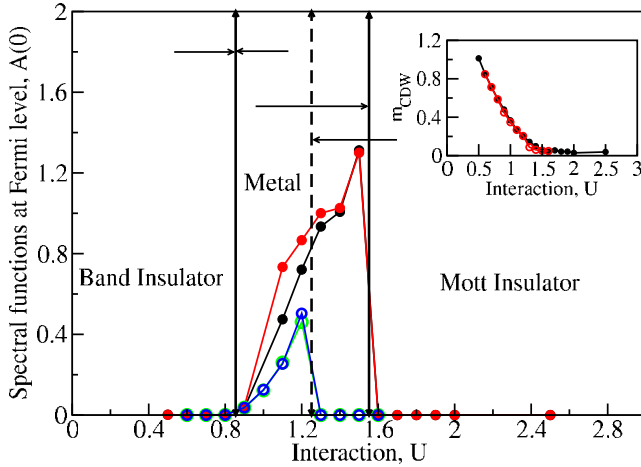 Spectral functions at Fermi level, A(0)
2
1.6
1.2
0.8
0.4
0
0 0.4 0.8 1.2 1.6 2 2.4 2.8
Interaction, U
Band Insulator
Metal
Mott Insulator
m_CDW
1.2
0.8
0.4
0
0 0.5 1 1.5 2 2.5 3
Interaction, U